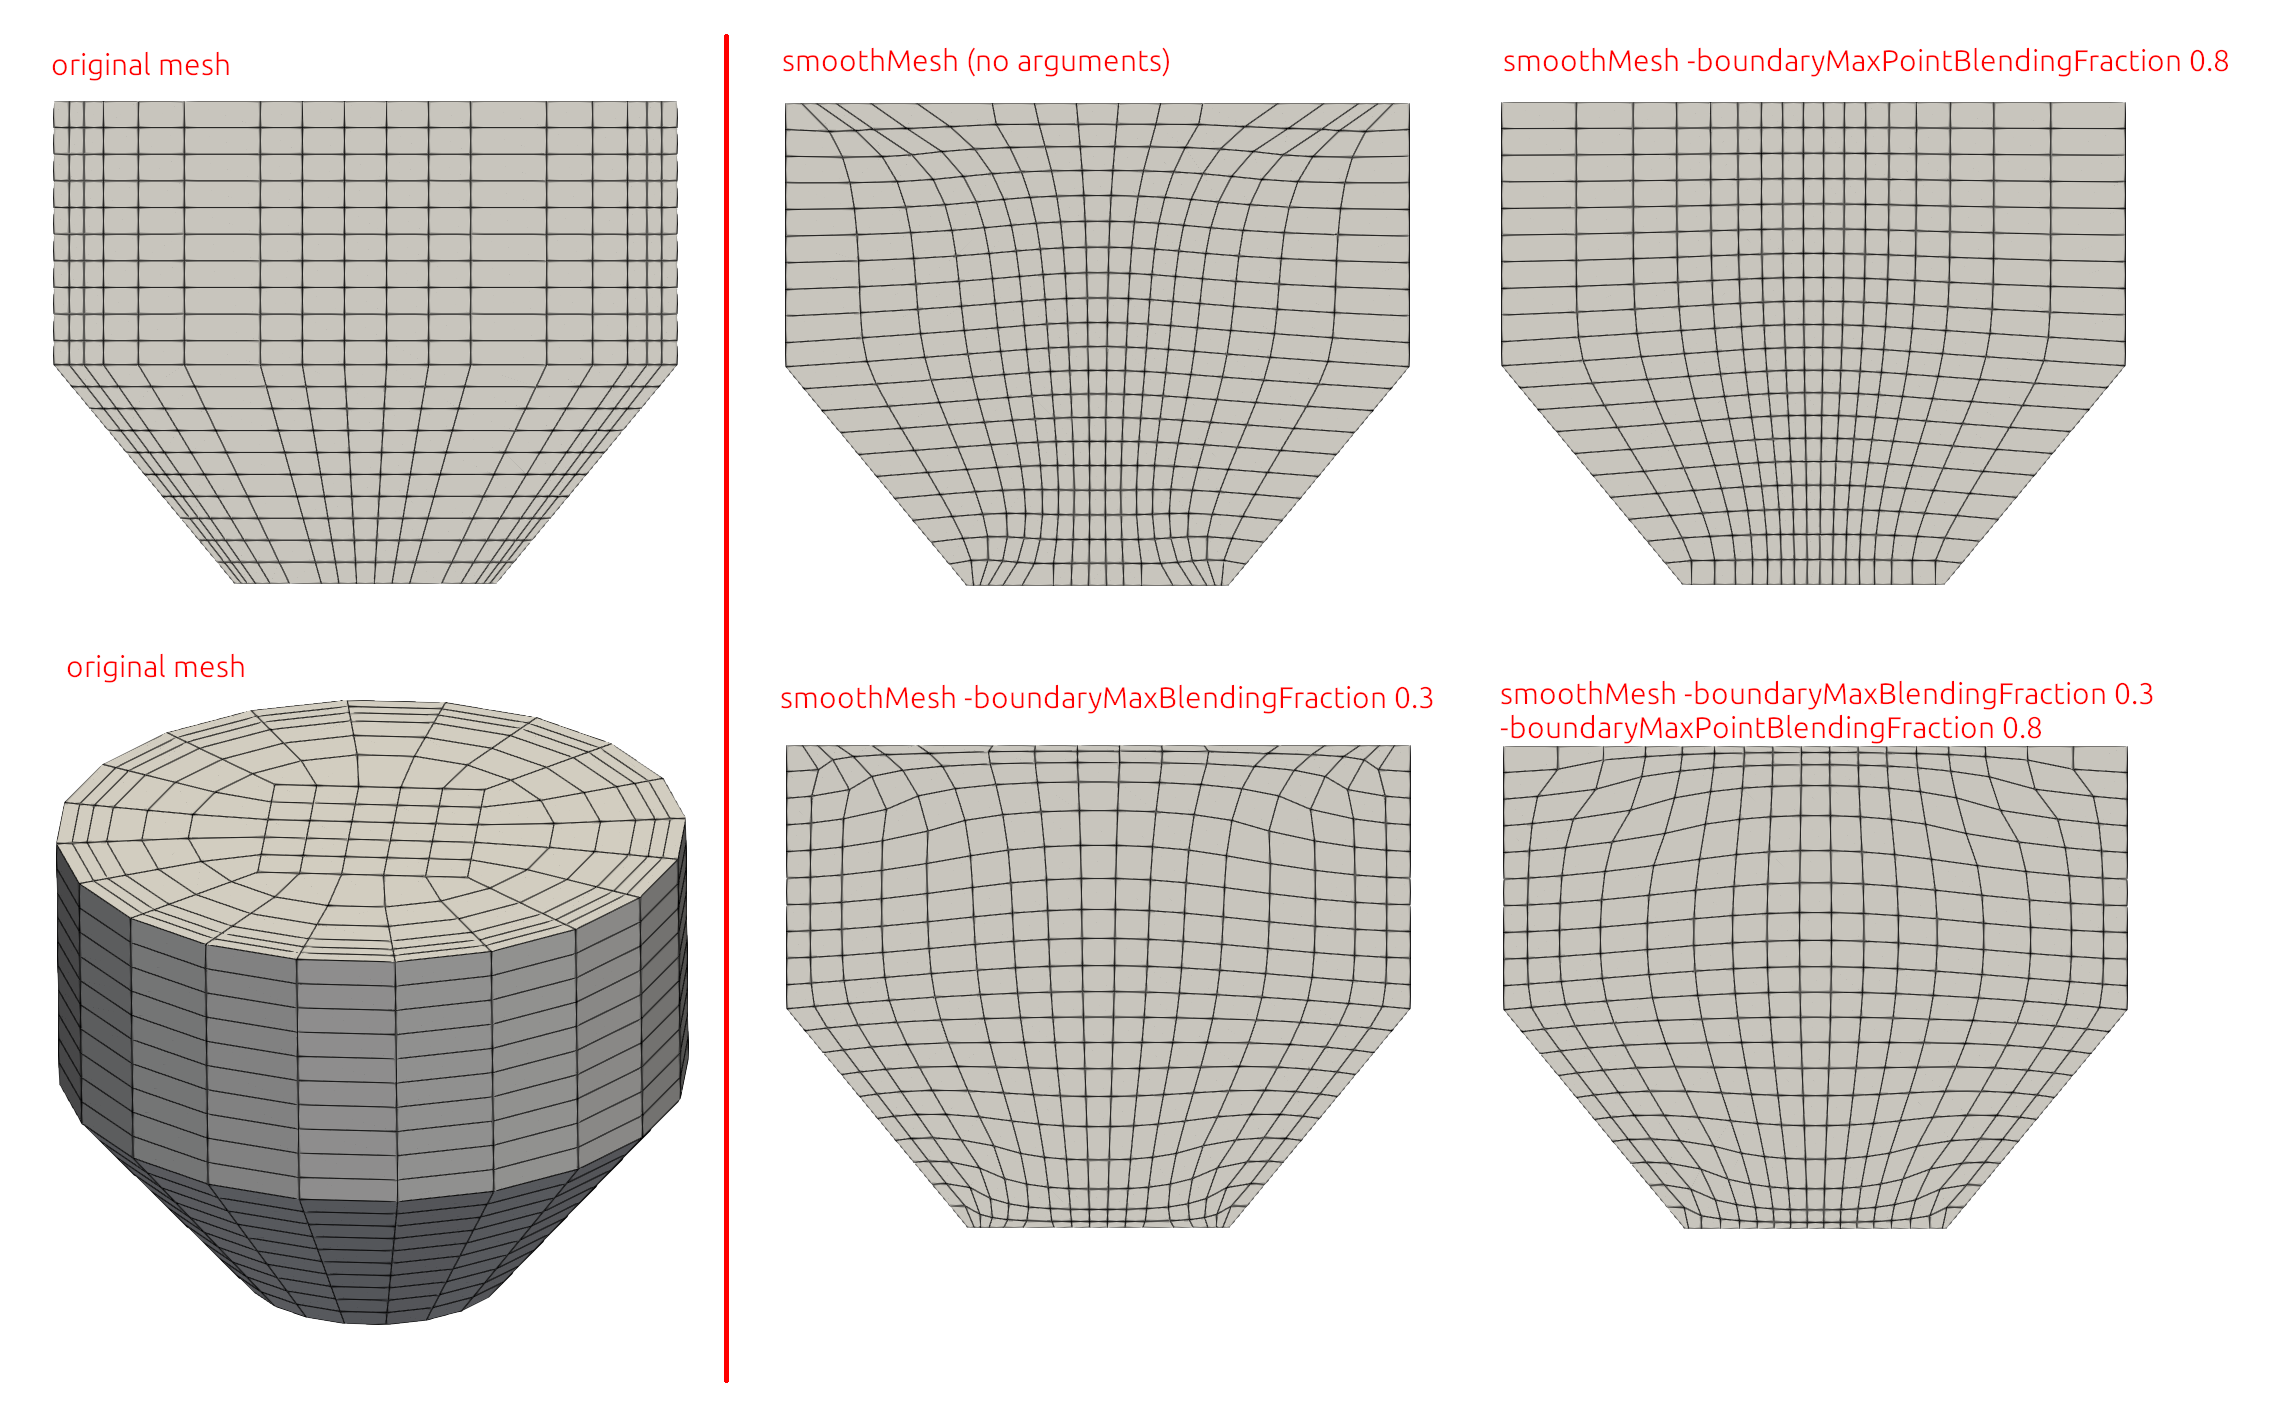 original mesh
original mesh
smoothMesh (no arguments)
smoothMesh -boundaryMaxPointBlendingFraction 0.8
smoothMesh -boundaryMaxBlendingFraction 0.3
smoothMesh -boundaryMaxBlendingFraction 0.3
-boundaryMaxPointBlendingFraction 0.8